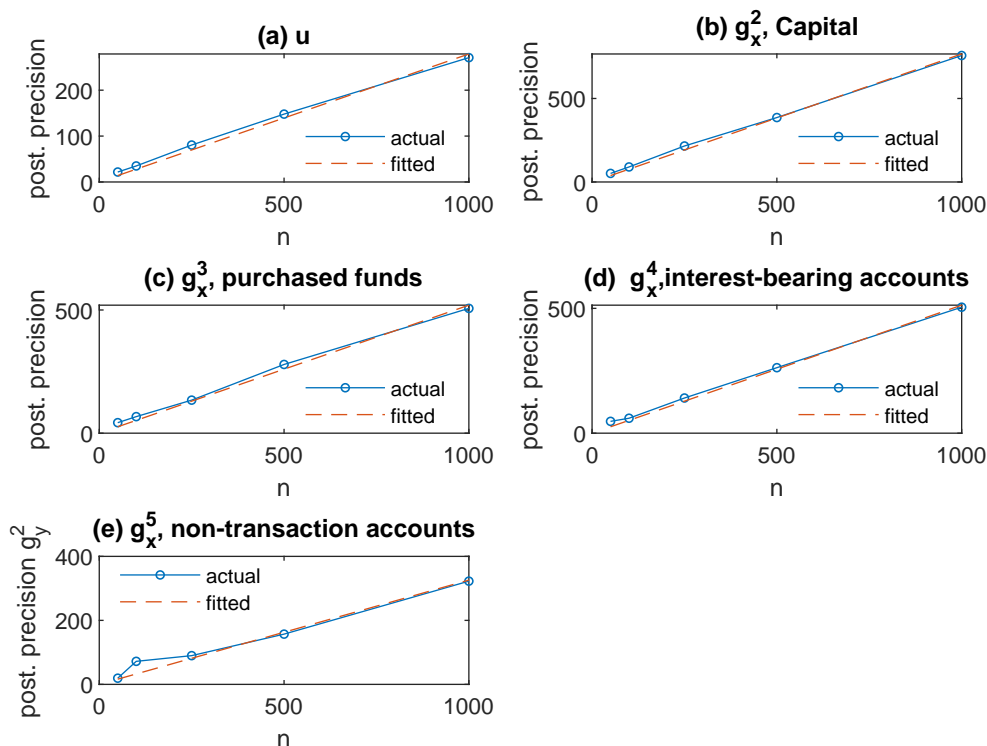 (a) u
post. precision
200
100
0
actual
fitted
0
500
1000
n
(b) g_x^2, Capital
post. precision
500
0
actual
fitted
0
500
1000
n
(c) g_x^3, purchased funds
post. precision
500
0
actual
fitted
0
500
1000
n
(d) g_x^4,interest-bearing accounts
post. precision
500
0
actual
fitted
0
500
1000
n
(e) g_x^5, non-transaction accounts
post. precision g_y^2
400
200
0
actual
fitted
0
500
1000
n